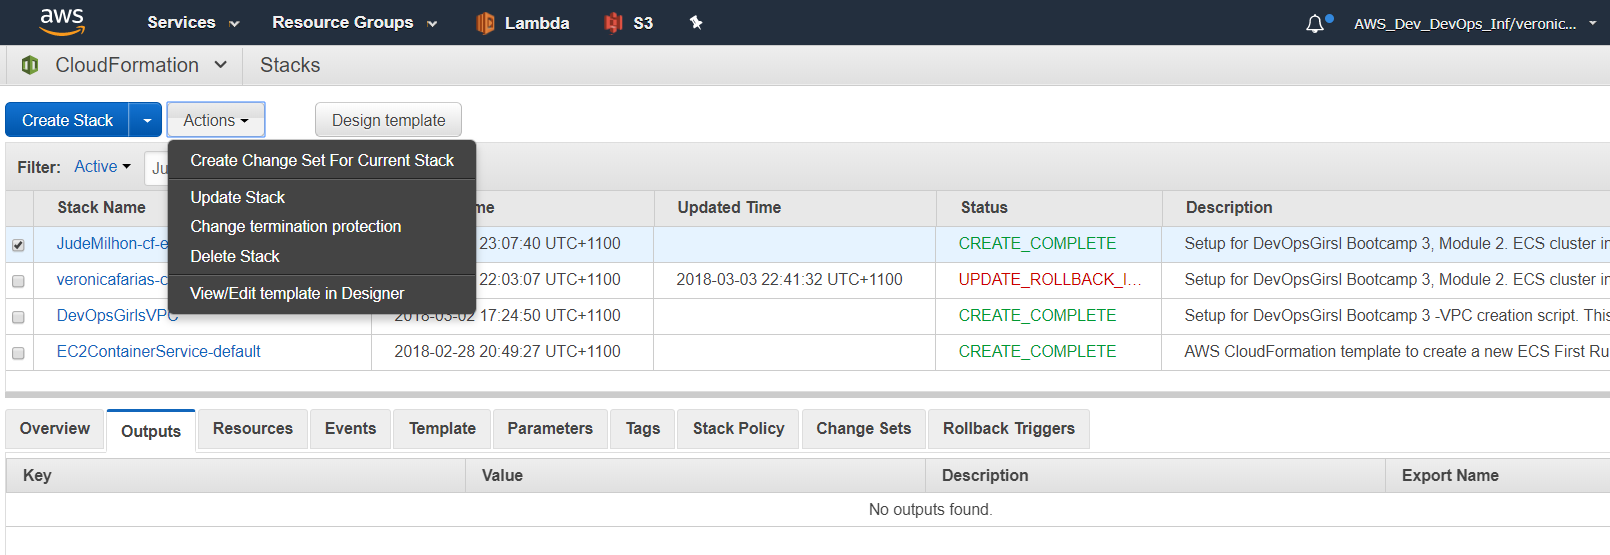 aws Services Resource Groups Lambda S3 AWS_Dev_DevOps_Inf/veronic...
CloudFormation Stacks
Create Stack Actions Design template
Create Change Set For Current Stack
Filter: Active Ju
Update Stack
Stack Name me Updated Time Status Description
Change termination protection
JudeMilhon-cf-e 23:07:40 UTC+1100 CREATE_COMPLETE Setup for DevOpsGirsl Bootcamp 3, Module 2. ECS cluster in
Delete Stack
veronicafarias-c 22:03:07 UTC+1100 2018-03-03 22:41:32 UTC+1100 UPDATE_ROLLBACK_I... Setup for DevOpsGirsl Bootcamp 3, Module 2. ECS cluster in
View/Edit template in Designer
DevOpsGirlsVPC 2018-03-02 17:24:50 UTC+1100 CREATE_COMPLETE Setup for DevOpsGirsl Bootcamp 3 -VPC creation script. This
EC2ContainerService-default 2018-02-28 20:49:27 UTC+1100 CREATE_COMPLETE AWS CloudFormation template to create a new ECS First Ru
Overview Outputs Resources Events Template Parameters Tags Stack Policy Change Sets Rollback Triggers
Key Value Description Export Name
No outputs found.